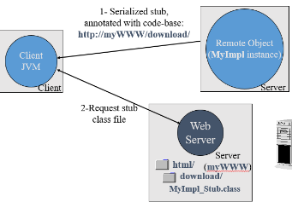 1- Serialized stub,
annotated with code-base:
http://myWWW/download/
Client
JVM
Client
Remote Object
(MyImpl instance)
Server
2-Request stub
class file
Web
Server
Server
html/ (myWWW)
download/
MyImpl_Stub.class